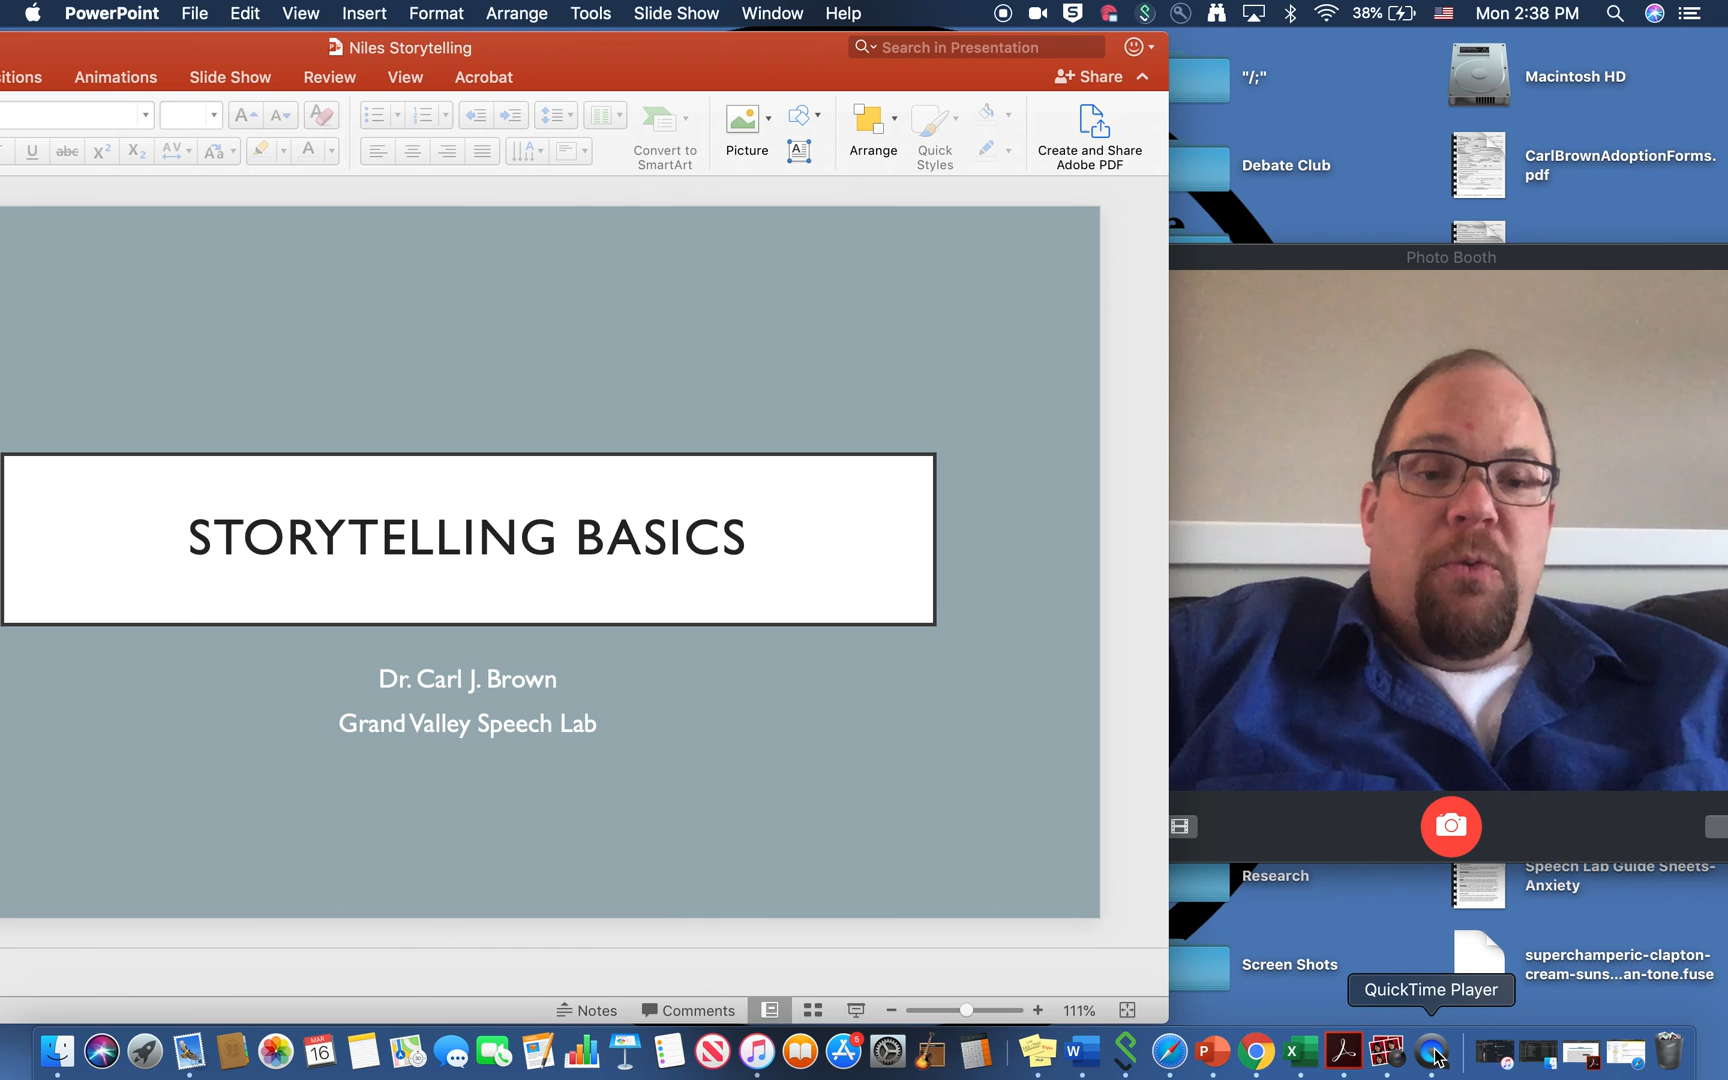 PowerPoint File Edit View Insert Format Arrange Tools Slide Show Window Help 38% Mon 2:38 PM
Niles Storytelling
Search in Presentation
itions Animations Slide Show Review View Acrobat Share
Convert to
SmartArt
Picture
Arrange
Quick
Styles
Create and Share
Adobe PDF
STORYTELLING BASICS
Dr. Carl J. Brown
Grand Valley Speech Lab
Notes Comments 111%
"/;"
Macintosh HD
Debate Club
CarlBrownAdoptionForms.
pdf
Photo Booth
Research
Speech Lab Guide Sheets-
Anxiety
Screen Shots
superchamperic-clapton-
cream-suns...an-tone.fuse
QuickTime Player
MAR
16
5